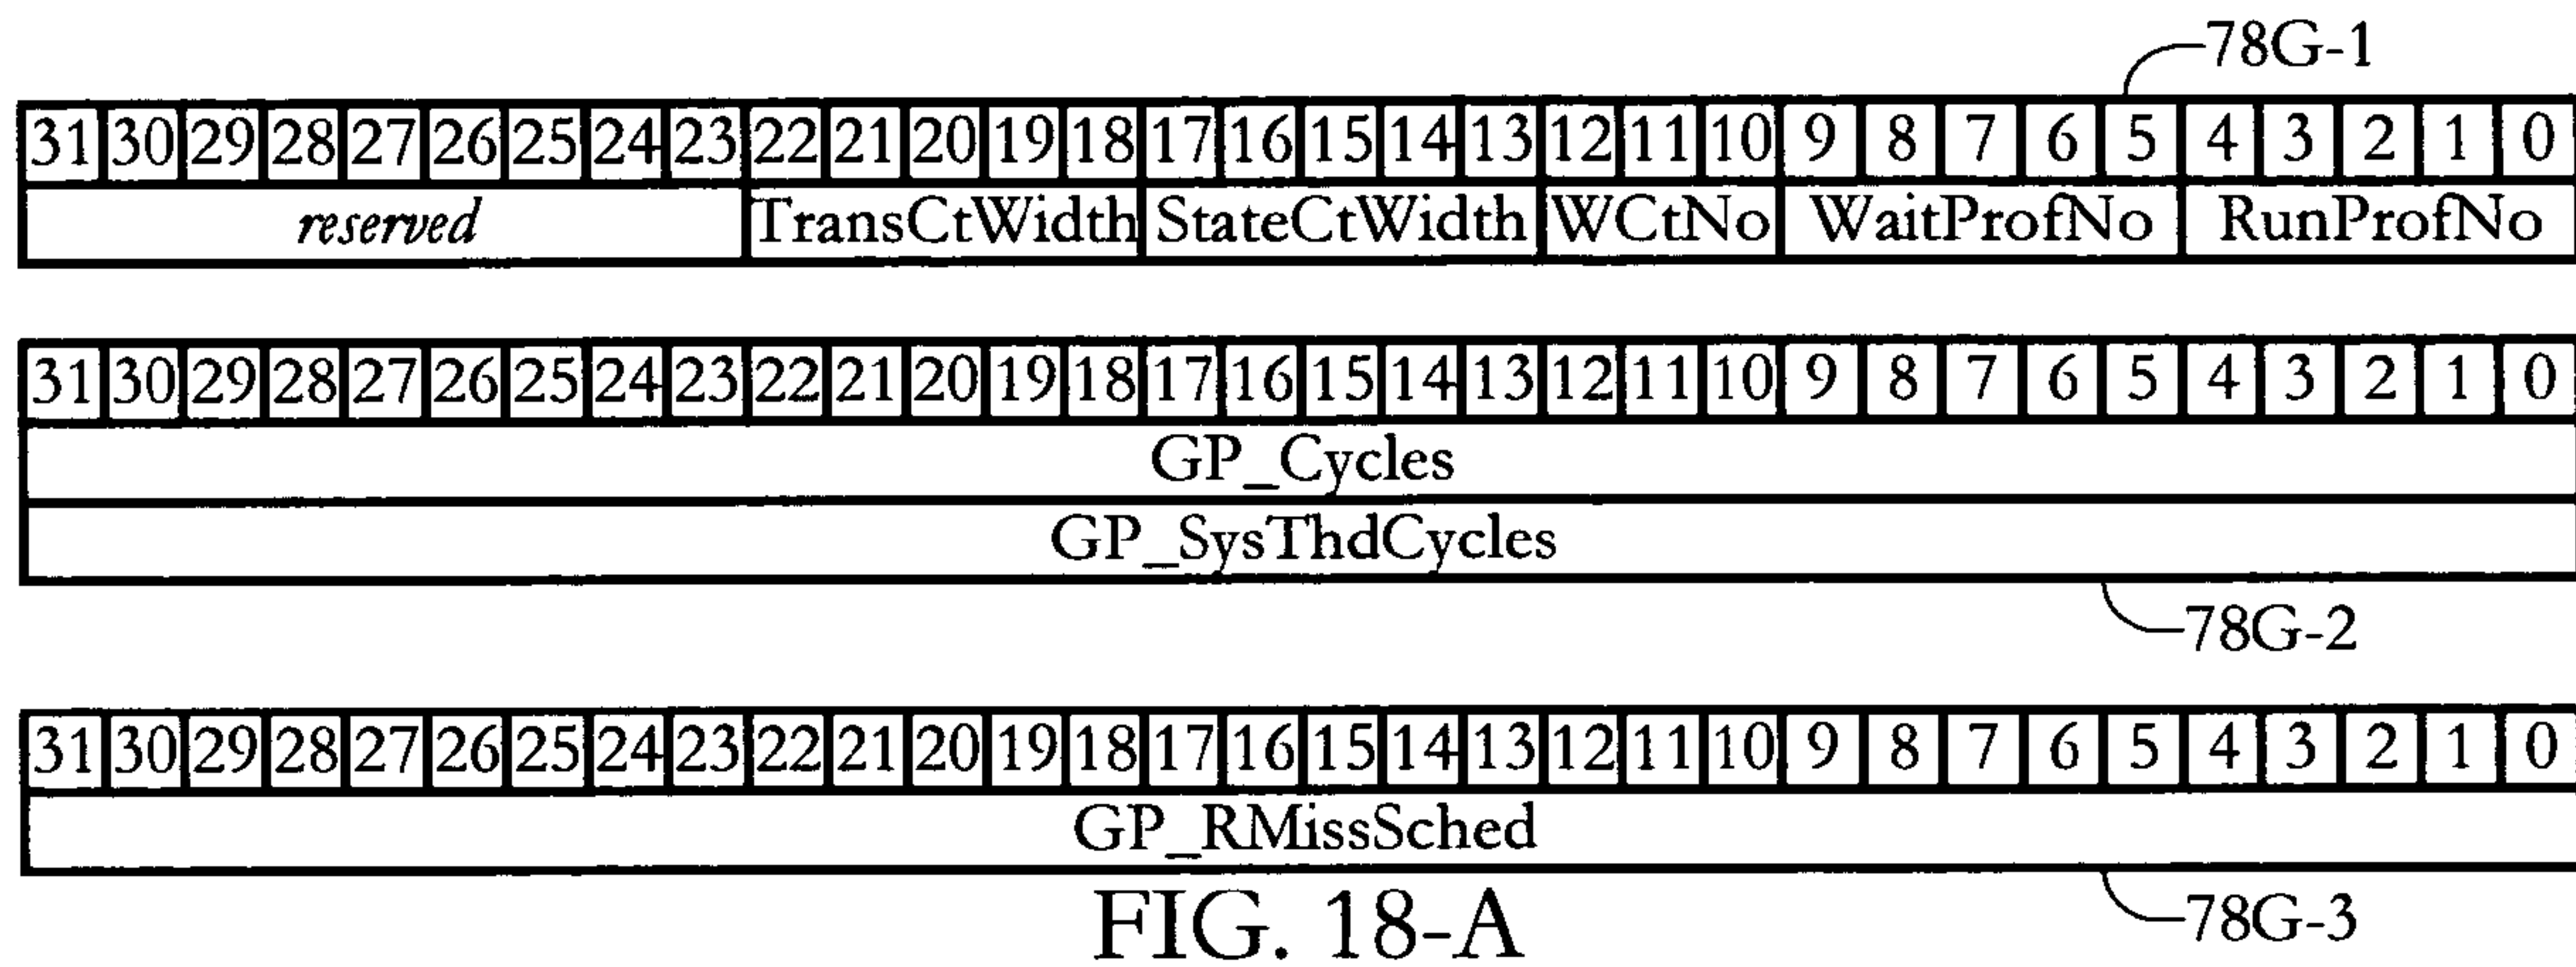 78G-1
31 30 29 28 27 26 25 24 23 22 21 20 19 18 17 16 15 14 13 12 11 10 9 8 7 6 5 4 3 2 1 0
reserved TransCtWidth StateCtWidth WCtNo WaitProfNo RunProfNo
31 30 29 28 27 26 25 24 23 22 21 20 19 18 17 16 15 14 13 12 11 10 9 8 7 6 5 4 3 2 1 0
GP_Cycles
GP_SysThdCycles
78G-2
31 30 29 28 27 26 25 24 23 22 21 20 19 18 17 16 15 14 13 12 11 10 9 8 7 6 5 4 3 2 1 0
GP_RMissSched
78G-3
FIG. 18-A